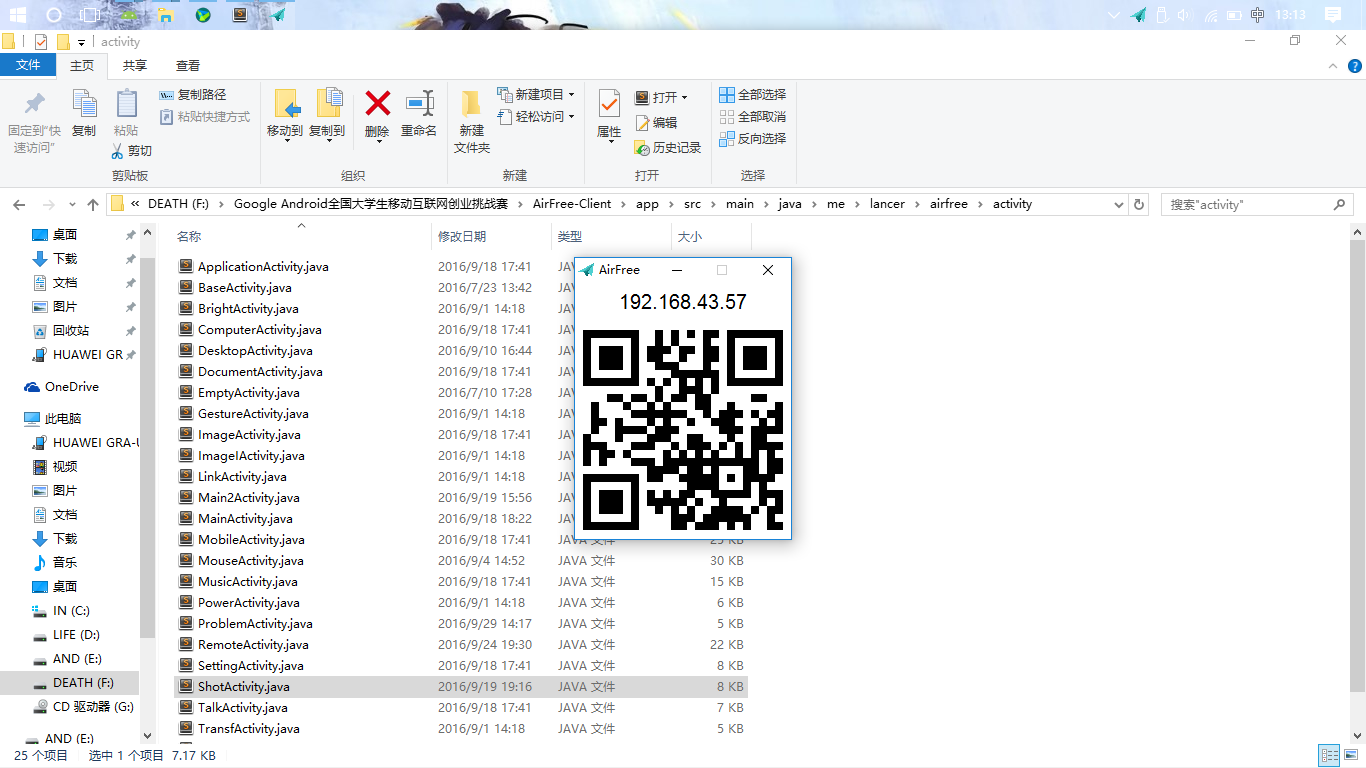 中 13:13
activity
文件 主页 共享 查看
固定到"快速访问" 复制 粘贴 复制路径 粘贴快捷方式 剪切
移动到 复制到 删除 重命名
新建文件夹 新建项目 轻松访问
属性 打开 编辑 历史记录
全部选择 全部取消 反向选择
剪贴板 组织 新建 打开 选择
« DEATH (F:) › Google Android全国大学生移动互联网创业挑战赛 › AirFree-Client › app › src › main › java › me › lancer › airfree › activity
搜索"activity"
桌面
下载
文档
图片
回收站
HUAWEI GR
OneDrive
此电脑
HUAWEI GRA-U
视频
图片
文档
下载
音乐
桌面
IN (C:)
LIFE (D:)
AND (E:)
DEATH (F:)
CD 驱动器 (G:)
AND (E:)
名称 修改日期 类型 大小
ApplicationActivity.java 2016/9/18 17:41 JAV
BaseActivity.java 2016/7/23 13:42 JAV
BrightActivity.java 2016/9/1 14:18 JAV
ComputerActivity.java 2016/9/18 17:41 JAV
DesktopActivity.java 2016/9/10 16:44 JAV
DocumentActivity.java 2016/9/18 17:41 JAV
EmptyActivity.java 2016/7/10 17:28 JAV
GestureActivity.java 2016/9/1 14:18 JAV
ImageActivity.java 2016/9/18 17:41 JAV
ImageIActivity.java 2016/9/1 14:18 JAV
LinkActivity.java 2016/9/1 14:18 JAV
Main2Activity.java 2016/9/19 15:56 JAV
MainActivity.java 2016/9/18 18:22 JAV
MobileActivity.java 2016/9/18 17:41 JAVA 文件 25 KB
MouseActivity.java 2016/9/4 14:52 JAVA 文件 30 KB
MusicActivity.java 2016/9/18 17:41 JAVA 文件 15 KB
PowerActivity.java 2016/9/1 14:18 JAVA 文件 6 KB
ProblemActivity.java 2016/9/29 14:17 JAVA 文件 5 KB
RemoteActivity.java 2016/9/24 19:30 JAVA 文件 22 KB
SettingActivity.java 2016/9/18 17:41 JAVA 文件 8 KB
ShotActivity.java 2016/9/19 19:16 JAVA 文件 8 KB
TalkActivity.java 2016/9/18 17:41 JAVA 文件 7 KB
TransfActivity.java 2016/9/1 14:18 JAVA 文件 5 KB
AirFree
192.168.43.57
25 个项目 选中 1 个项目 7.17 KB